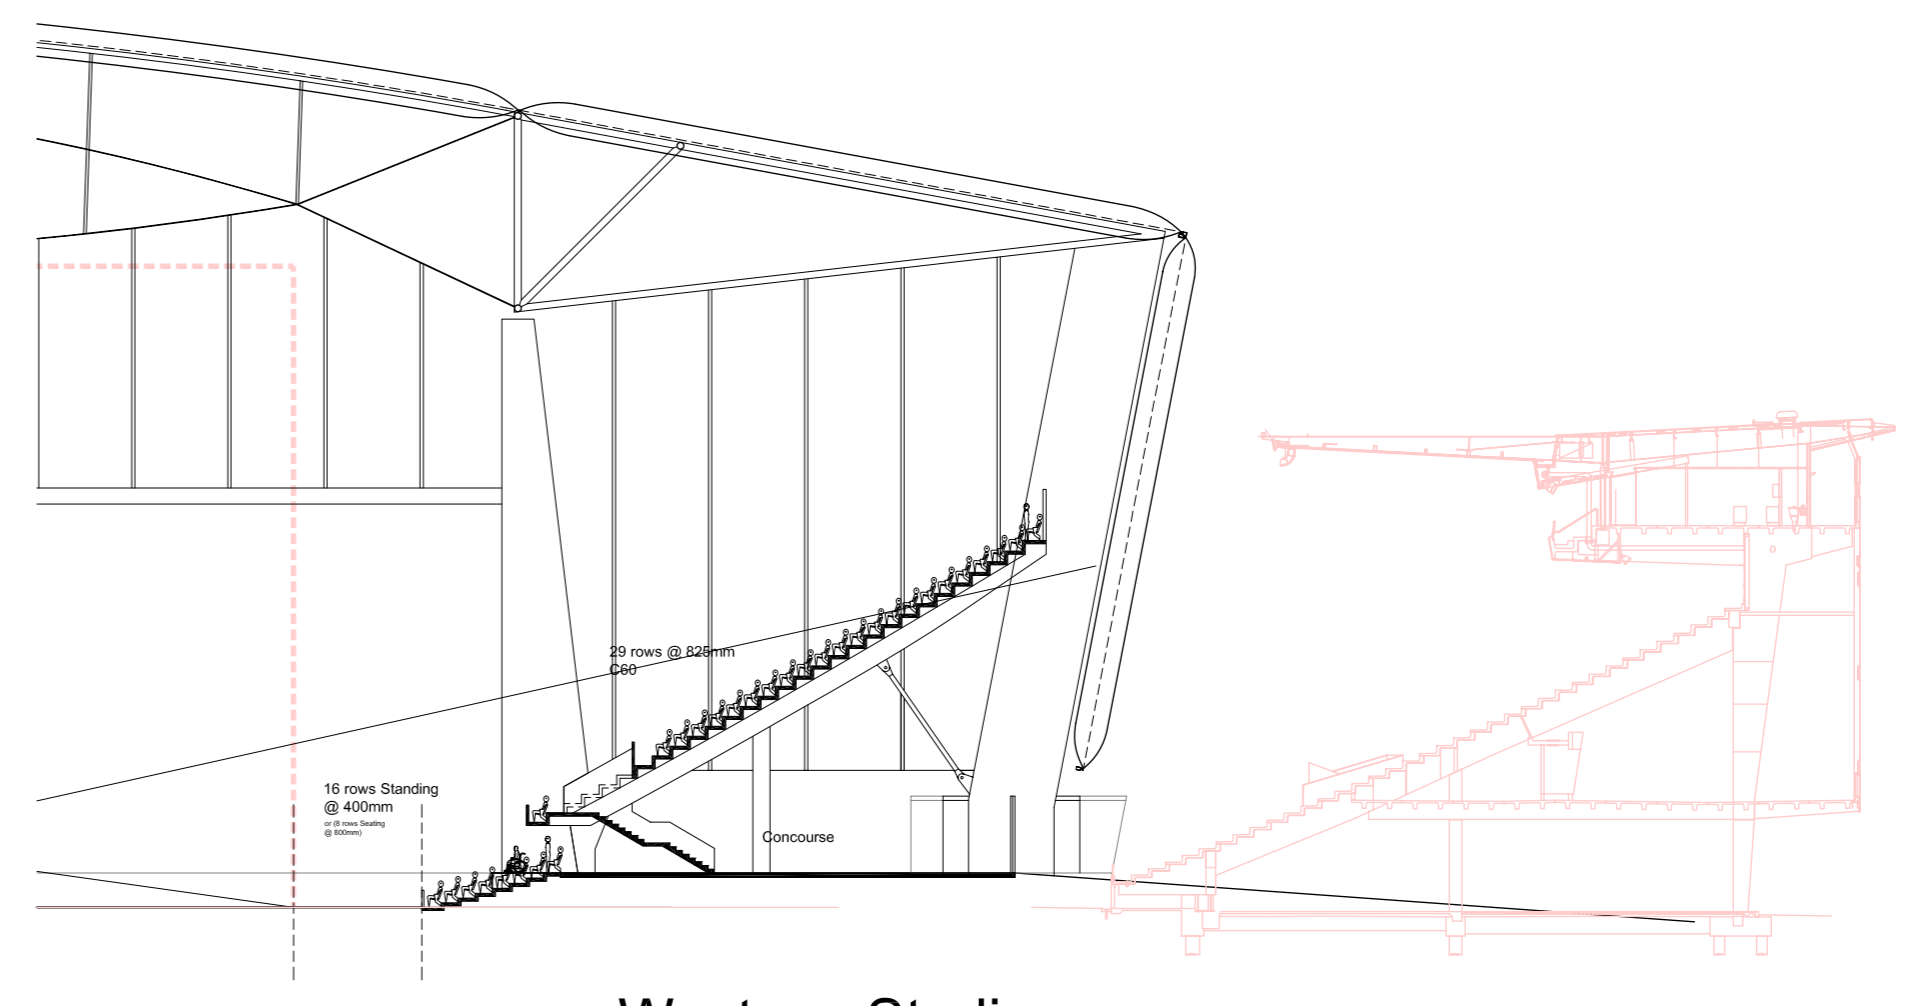 29 rows @ 825mm
C60
16 rows Standing
@ 400mm
or (8 rows Seating
@ 800mm)
Concourse